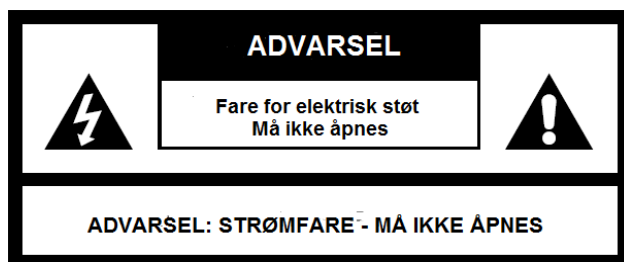 ADVARSEL
Fare for elektrisk støt
Må ikke åpnes
ADVARSEL: STRØMFARE - MÅ IKKE ÅPNES